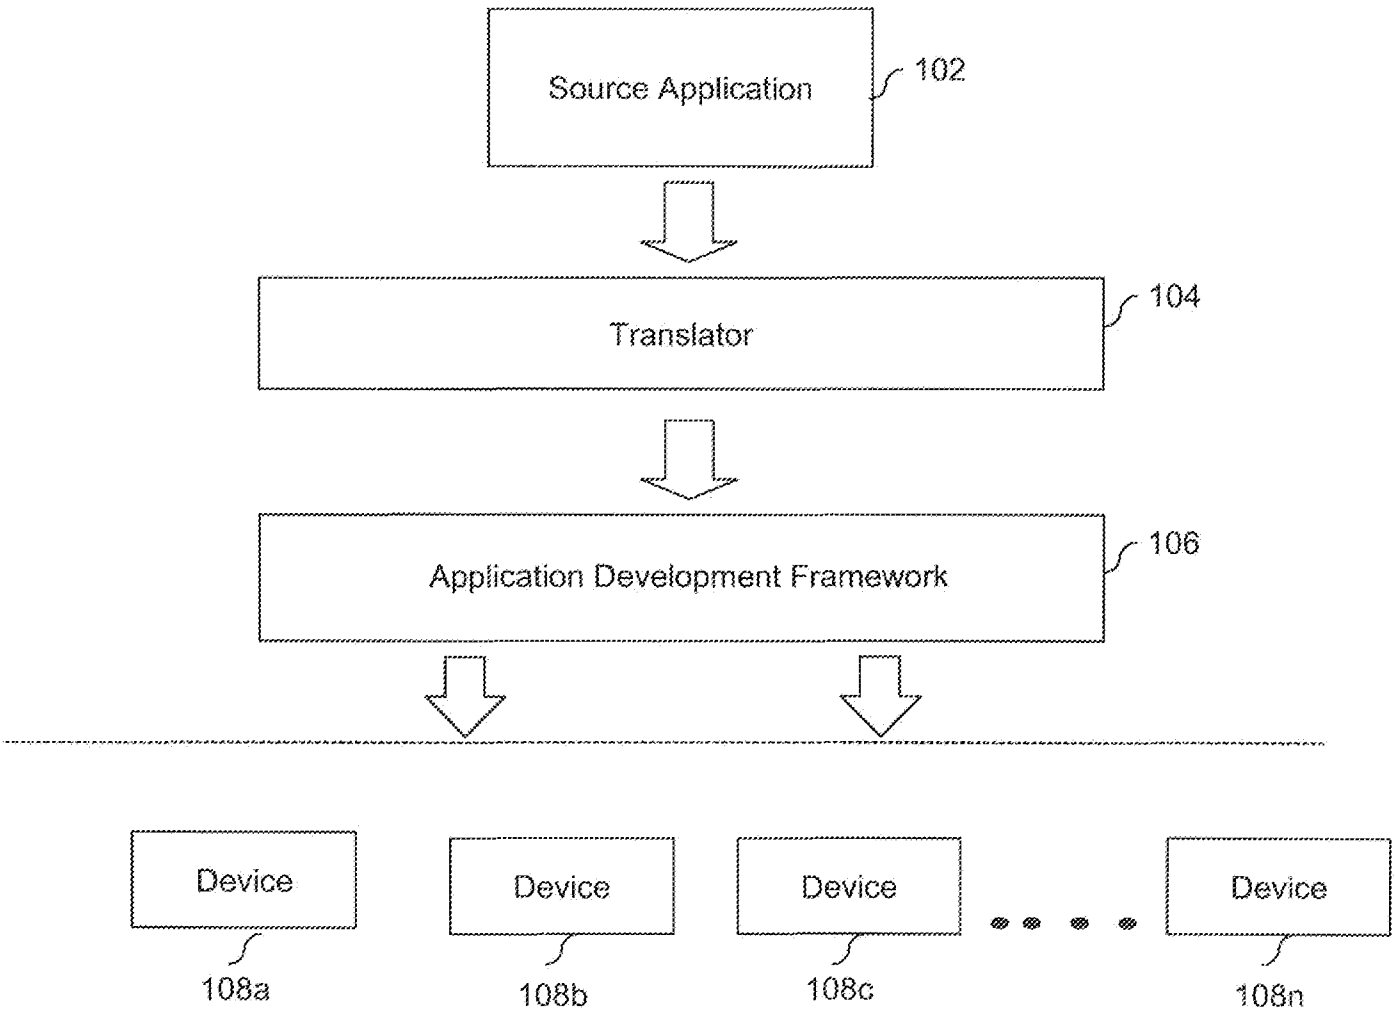 Source Application
102
Translator
104
Application Development Framework
106
Device
Device
Device
Device
108a
108b
108c
108n